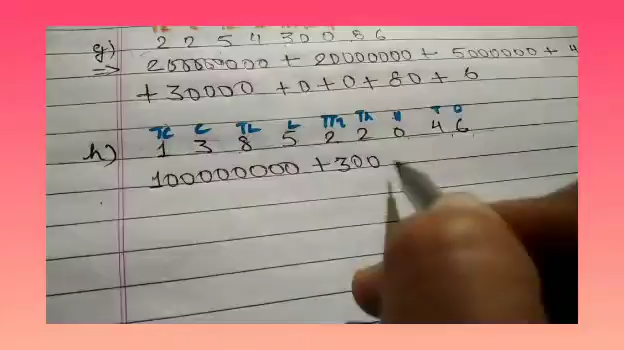 g) 2 2 5 4 3 0 0 8 6
⇒ 200000000 + 20000000 + 5000000 + 4
+ 30000 + 0 + 0 + 80 + 6
TC C TL L TTh Th H T O
h) 1 3 8 5 2 2 0 4 6
100000000 + 300